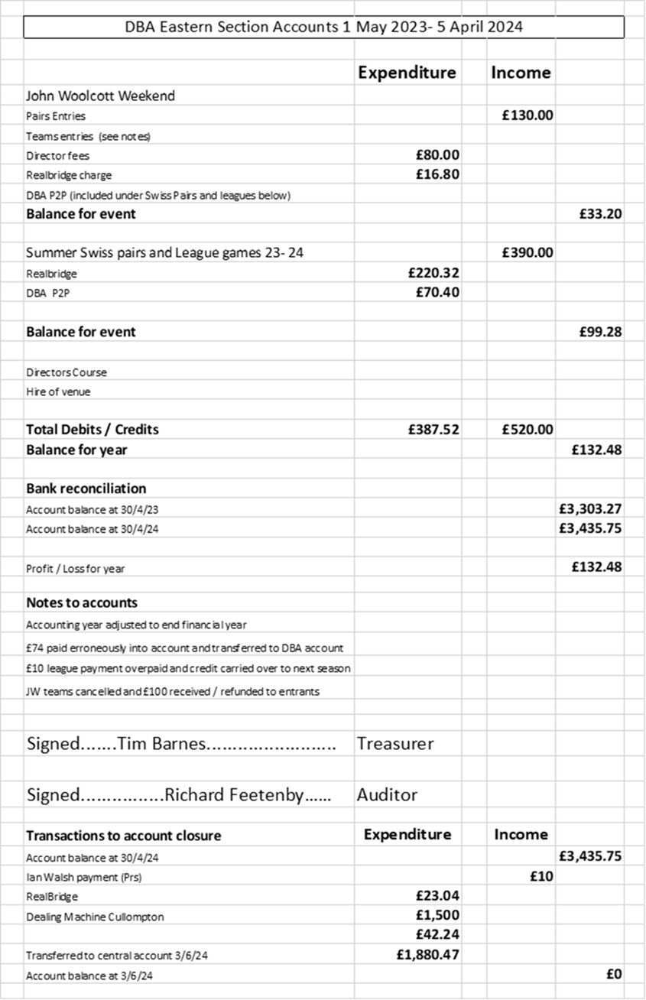 DBA Eastern Section Accounts 1 May 2023- 5 April 2024
Expenditure Income
John Woolcott Weekend
Pairs Entries £130.00
Teams entries (see notes)
Director fees £80.00
Realbridge charge £16.80
DBA P2P (included under Swiss Pairs and leagues below)
Balance for event £33.20
Summer Swiss pairs and League games 23- 24 £390.00
Realbridge £220.32
DBA P2P £70.40
Balance for event £99.28
Directors Course
Hire of venue
Total Debits / Credits £387.52 £520.00
Balance for year £132.48
Bank reconciliation
Account balance at 30/4/23 £3,303.27
Account balance at 30/4/24 £3,435.75
Profit / Loss for year £132.48
Notes to accounts
Accounting year adjusted to end financial year
£74 paid erroneously into account and transferred to DBA account
£10 league payment overpaid and credit carried over to next season
JW teams cancelled and £100 received / refunded to entrants
Signed.......Tim Barnes......................... Treasurer
Signed................Richard Feetenby...... Auditor
Transactions to account closure Expenditure Income
Account balance at 30/4/24 £3,435.75
Ian Walsh payment (Prs) £10
RealBridge £23.04
Dealing Machine Cullompton £1,500
£42.24
Transferred to central account 3/6/24 £1,880.47
Account balance at 3/6/24 £0